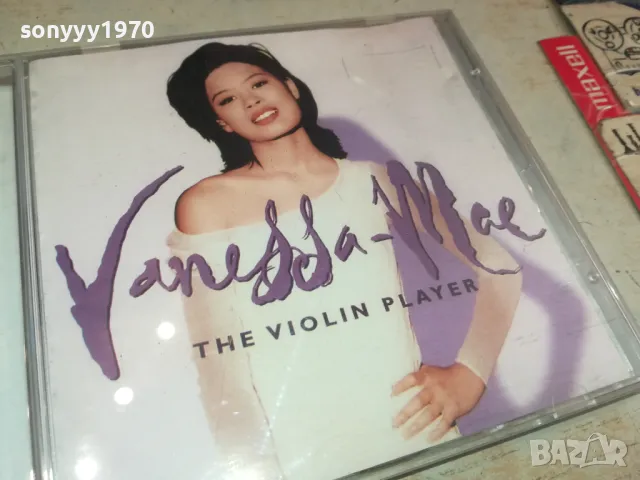 sonyyy1970
maxell
Vanessa-Mae
THE VIOLIN PLAYER
BAZAR
bg